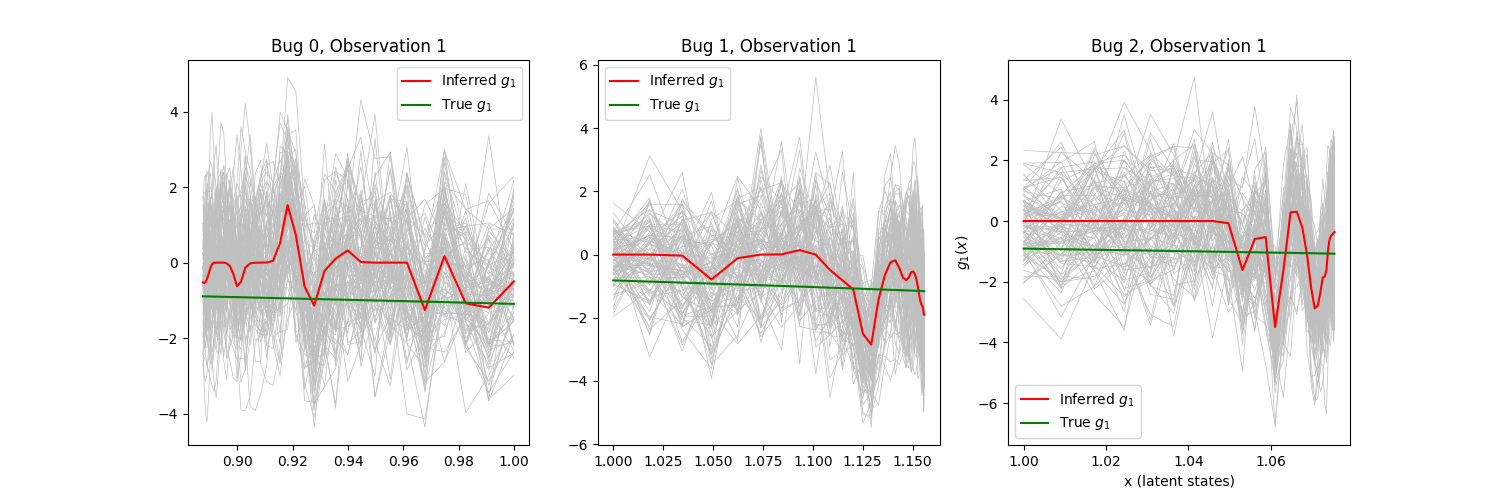 Bug 0, Observation 1
Inferred g₁
True g₁
4
2
0
−2
−4
0.90 0.92 0.94 0.96 0.98 1.00
Bug 1, Observation 1
Inferred g₁
True g₁
6
4
2
0
−2
−4
−6
1.000 1.025 1.050 1.075 1.100 1.125 1.150
Bug 2, Observation 1
g₁(x)
4
2
0
−2
−4
−6
Inferred g₁
True g₁
1.00 1.02 1.04 1.06
x (latent states)